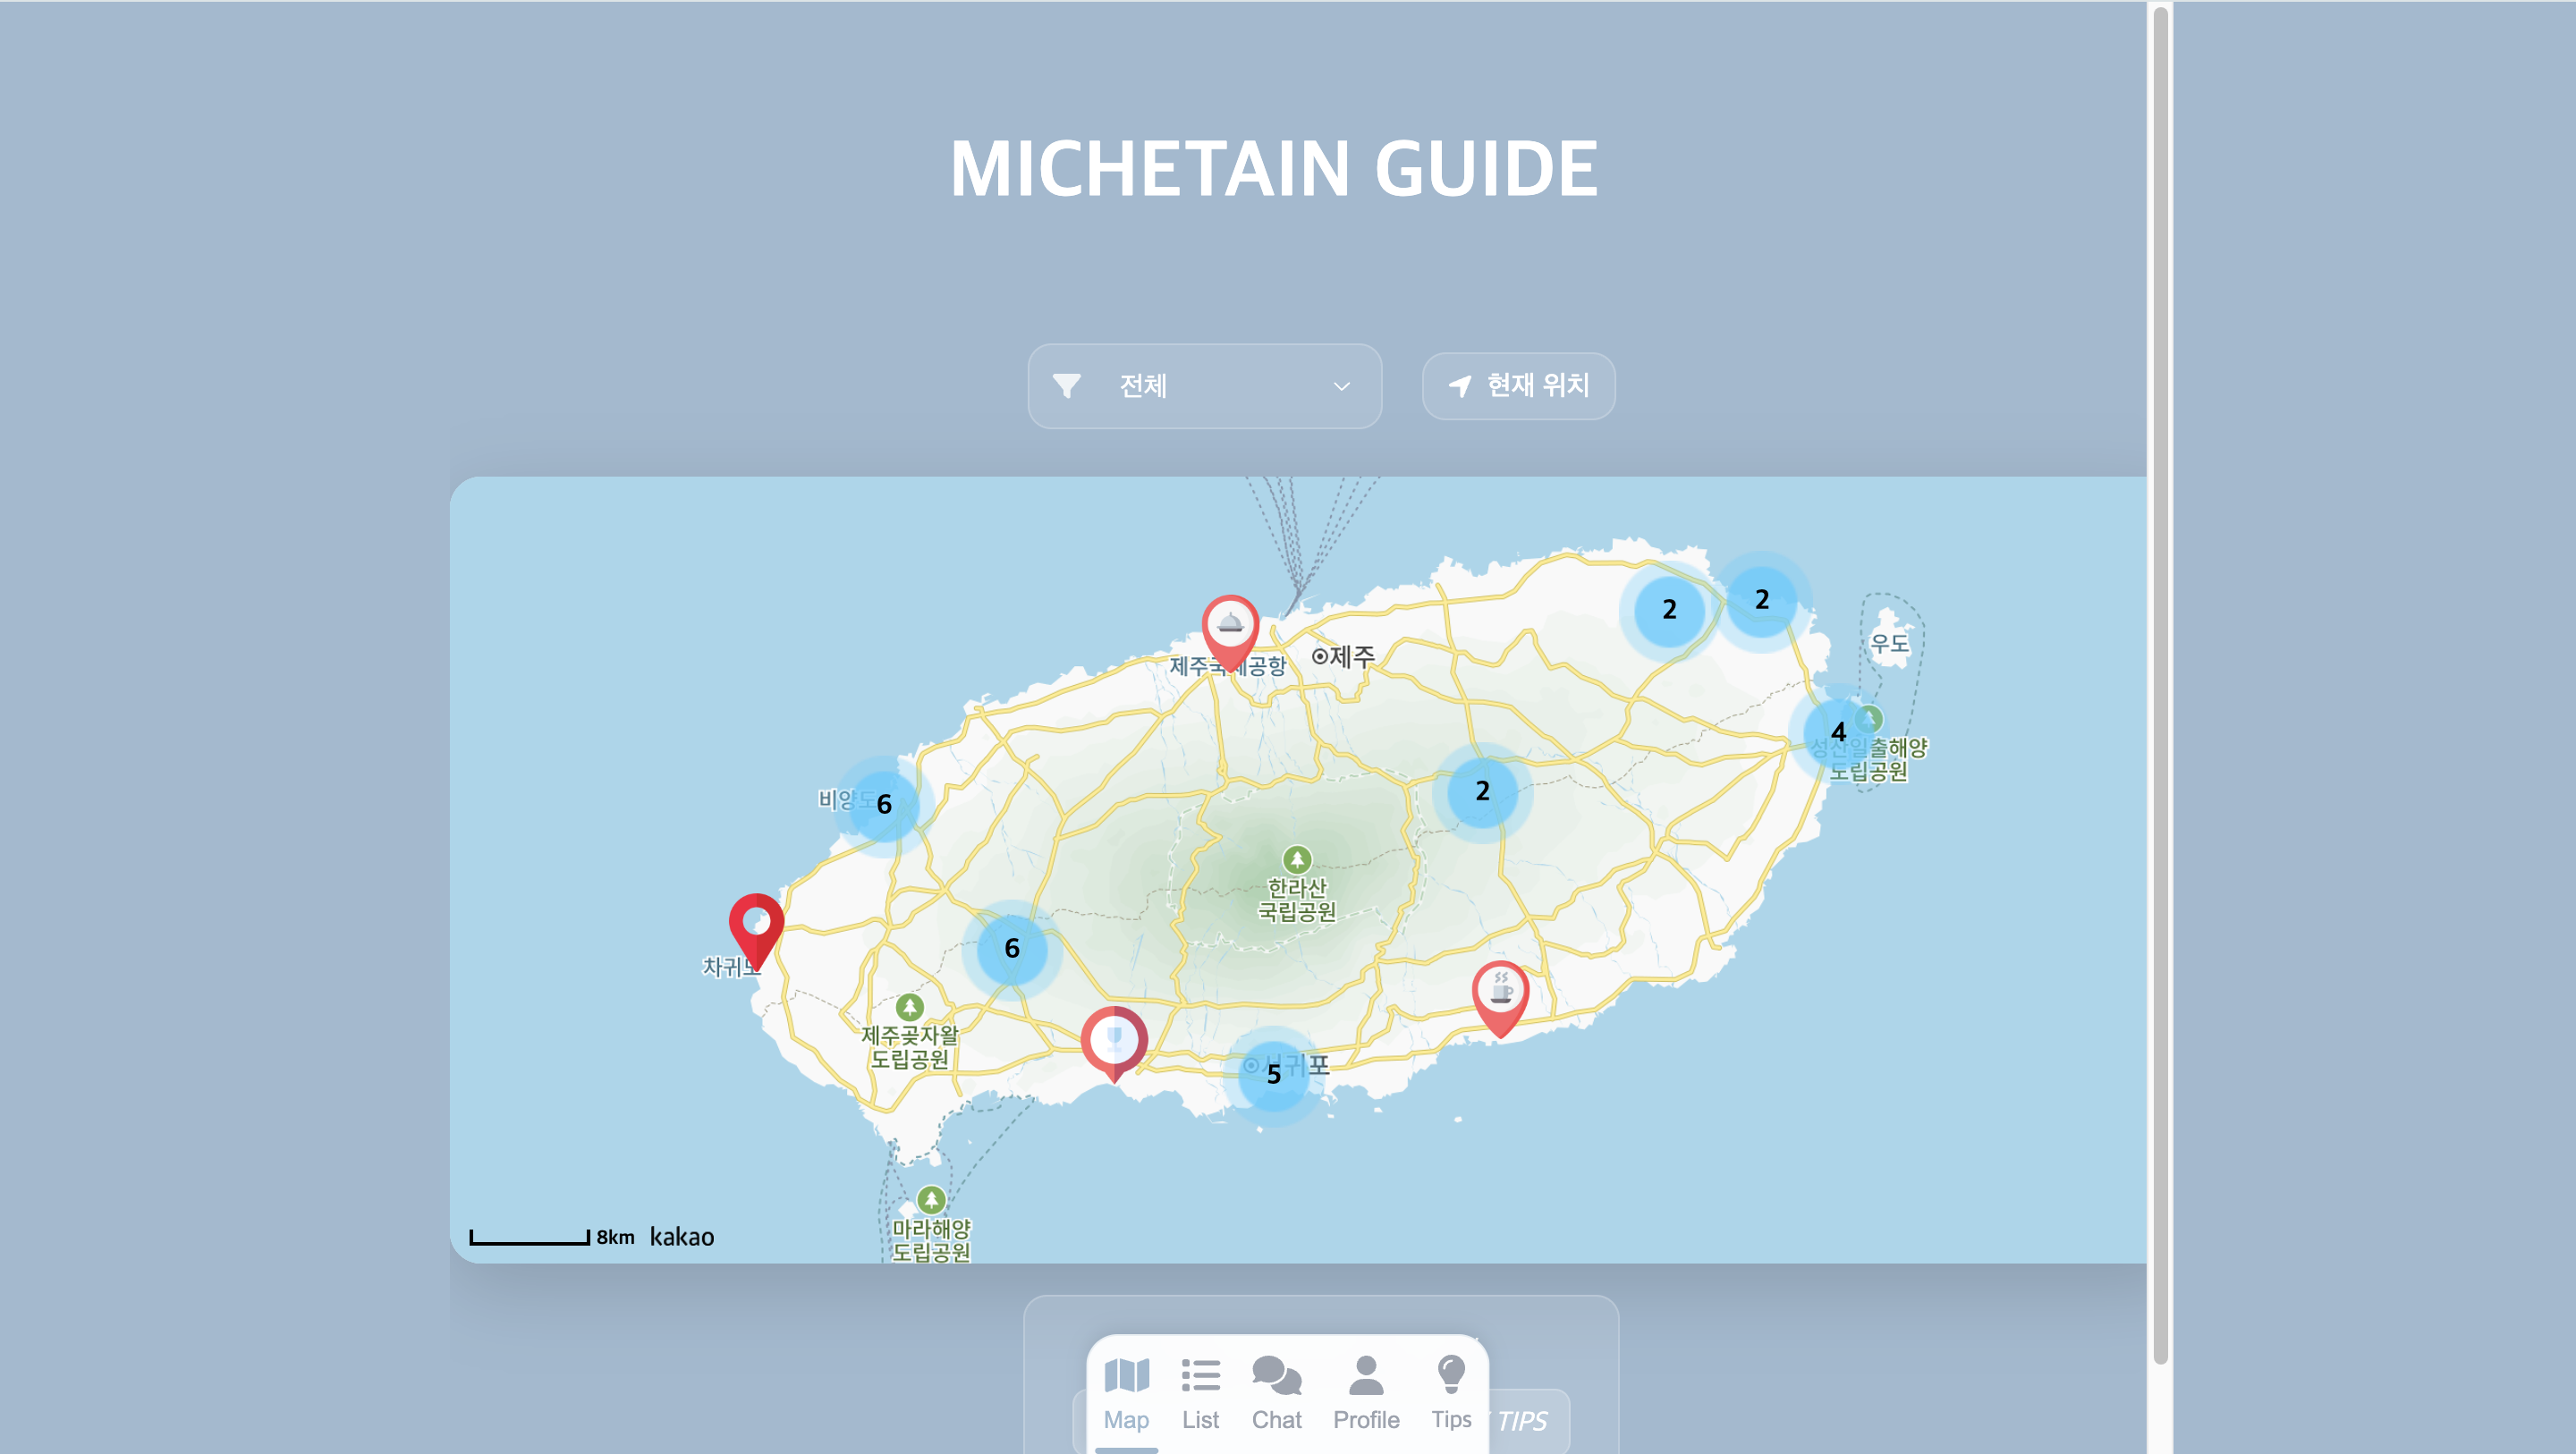 MICHETAIN GUIDE
전체
현재 위치
2
2
우도
제주국제공항
제주
4
성산일출해양
도립공원
비양도
6
2
한라산
국립공원
차귀도
6
제주곶자왈
도립공원
서귀포
5
마라해양
도립공원
8km kakao
Map
List
Chat
Profile
Tips
TIPS